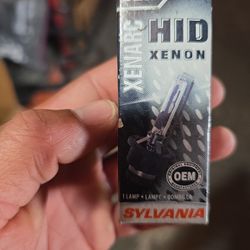 XENARC
HID
XENON
OEM
1 LAMP • LAMPE • BOMBILLA
SYLVANIA